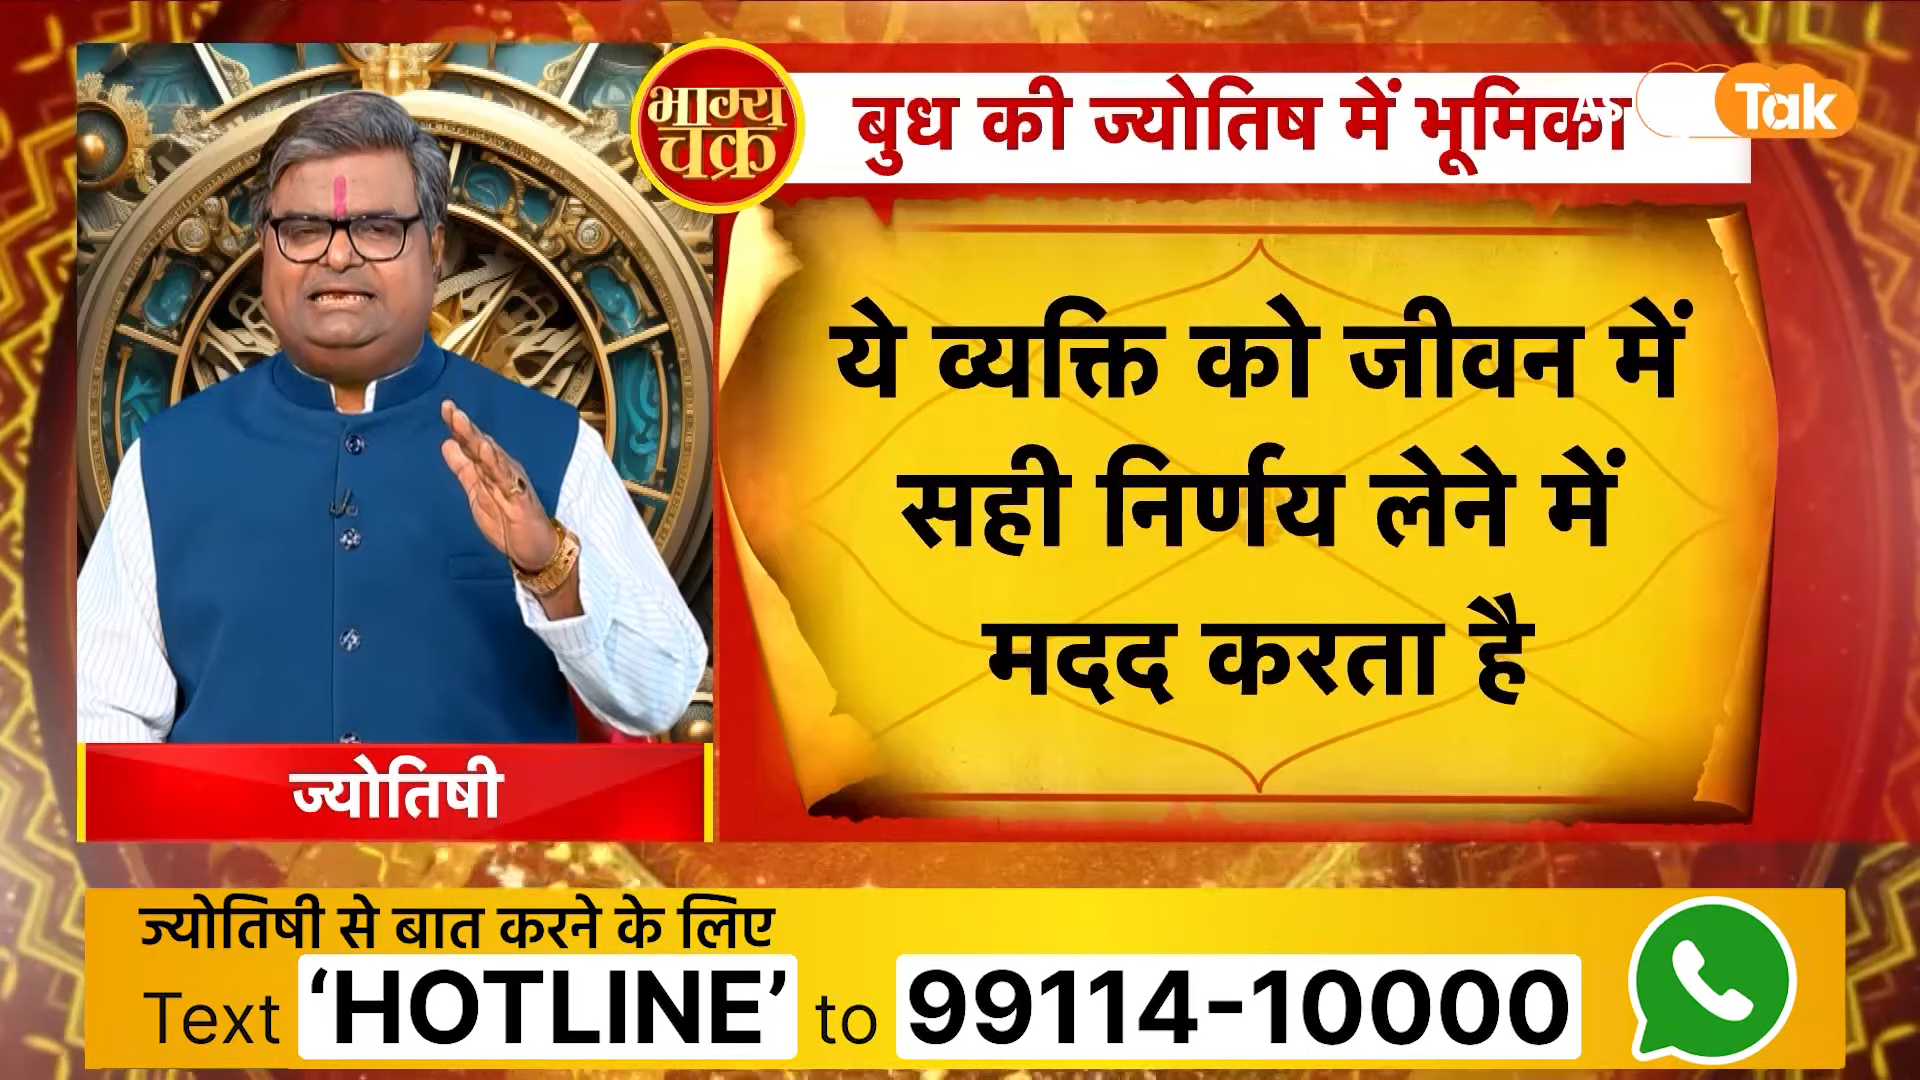 भाग्य
चक्र
बुध की ज्योतिष में भूमिका
Tak
ये व्यक्ति को जीवन में
सही निर्णय लेने में
मदद करता है
ज्योतिषी
ज्योतिषी से बात करने के लिए
Text ‘HOTLINE’ to 99114-10000